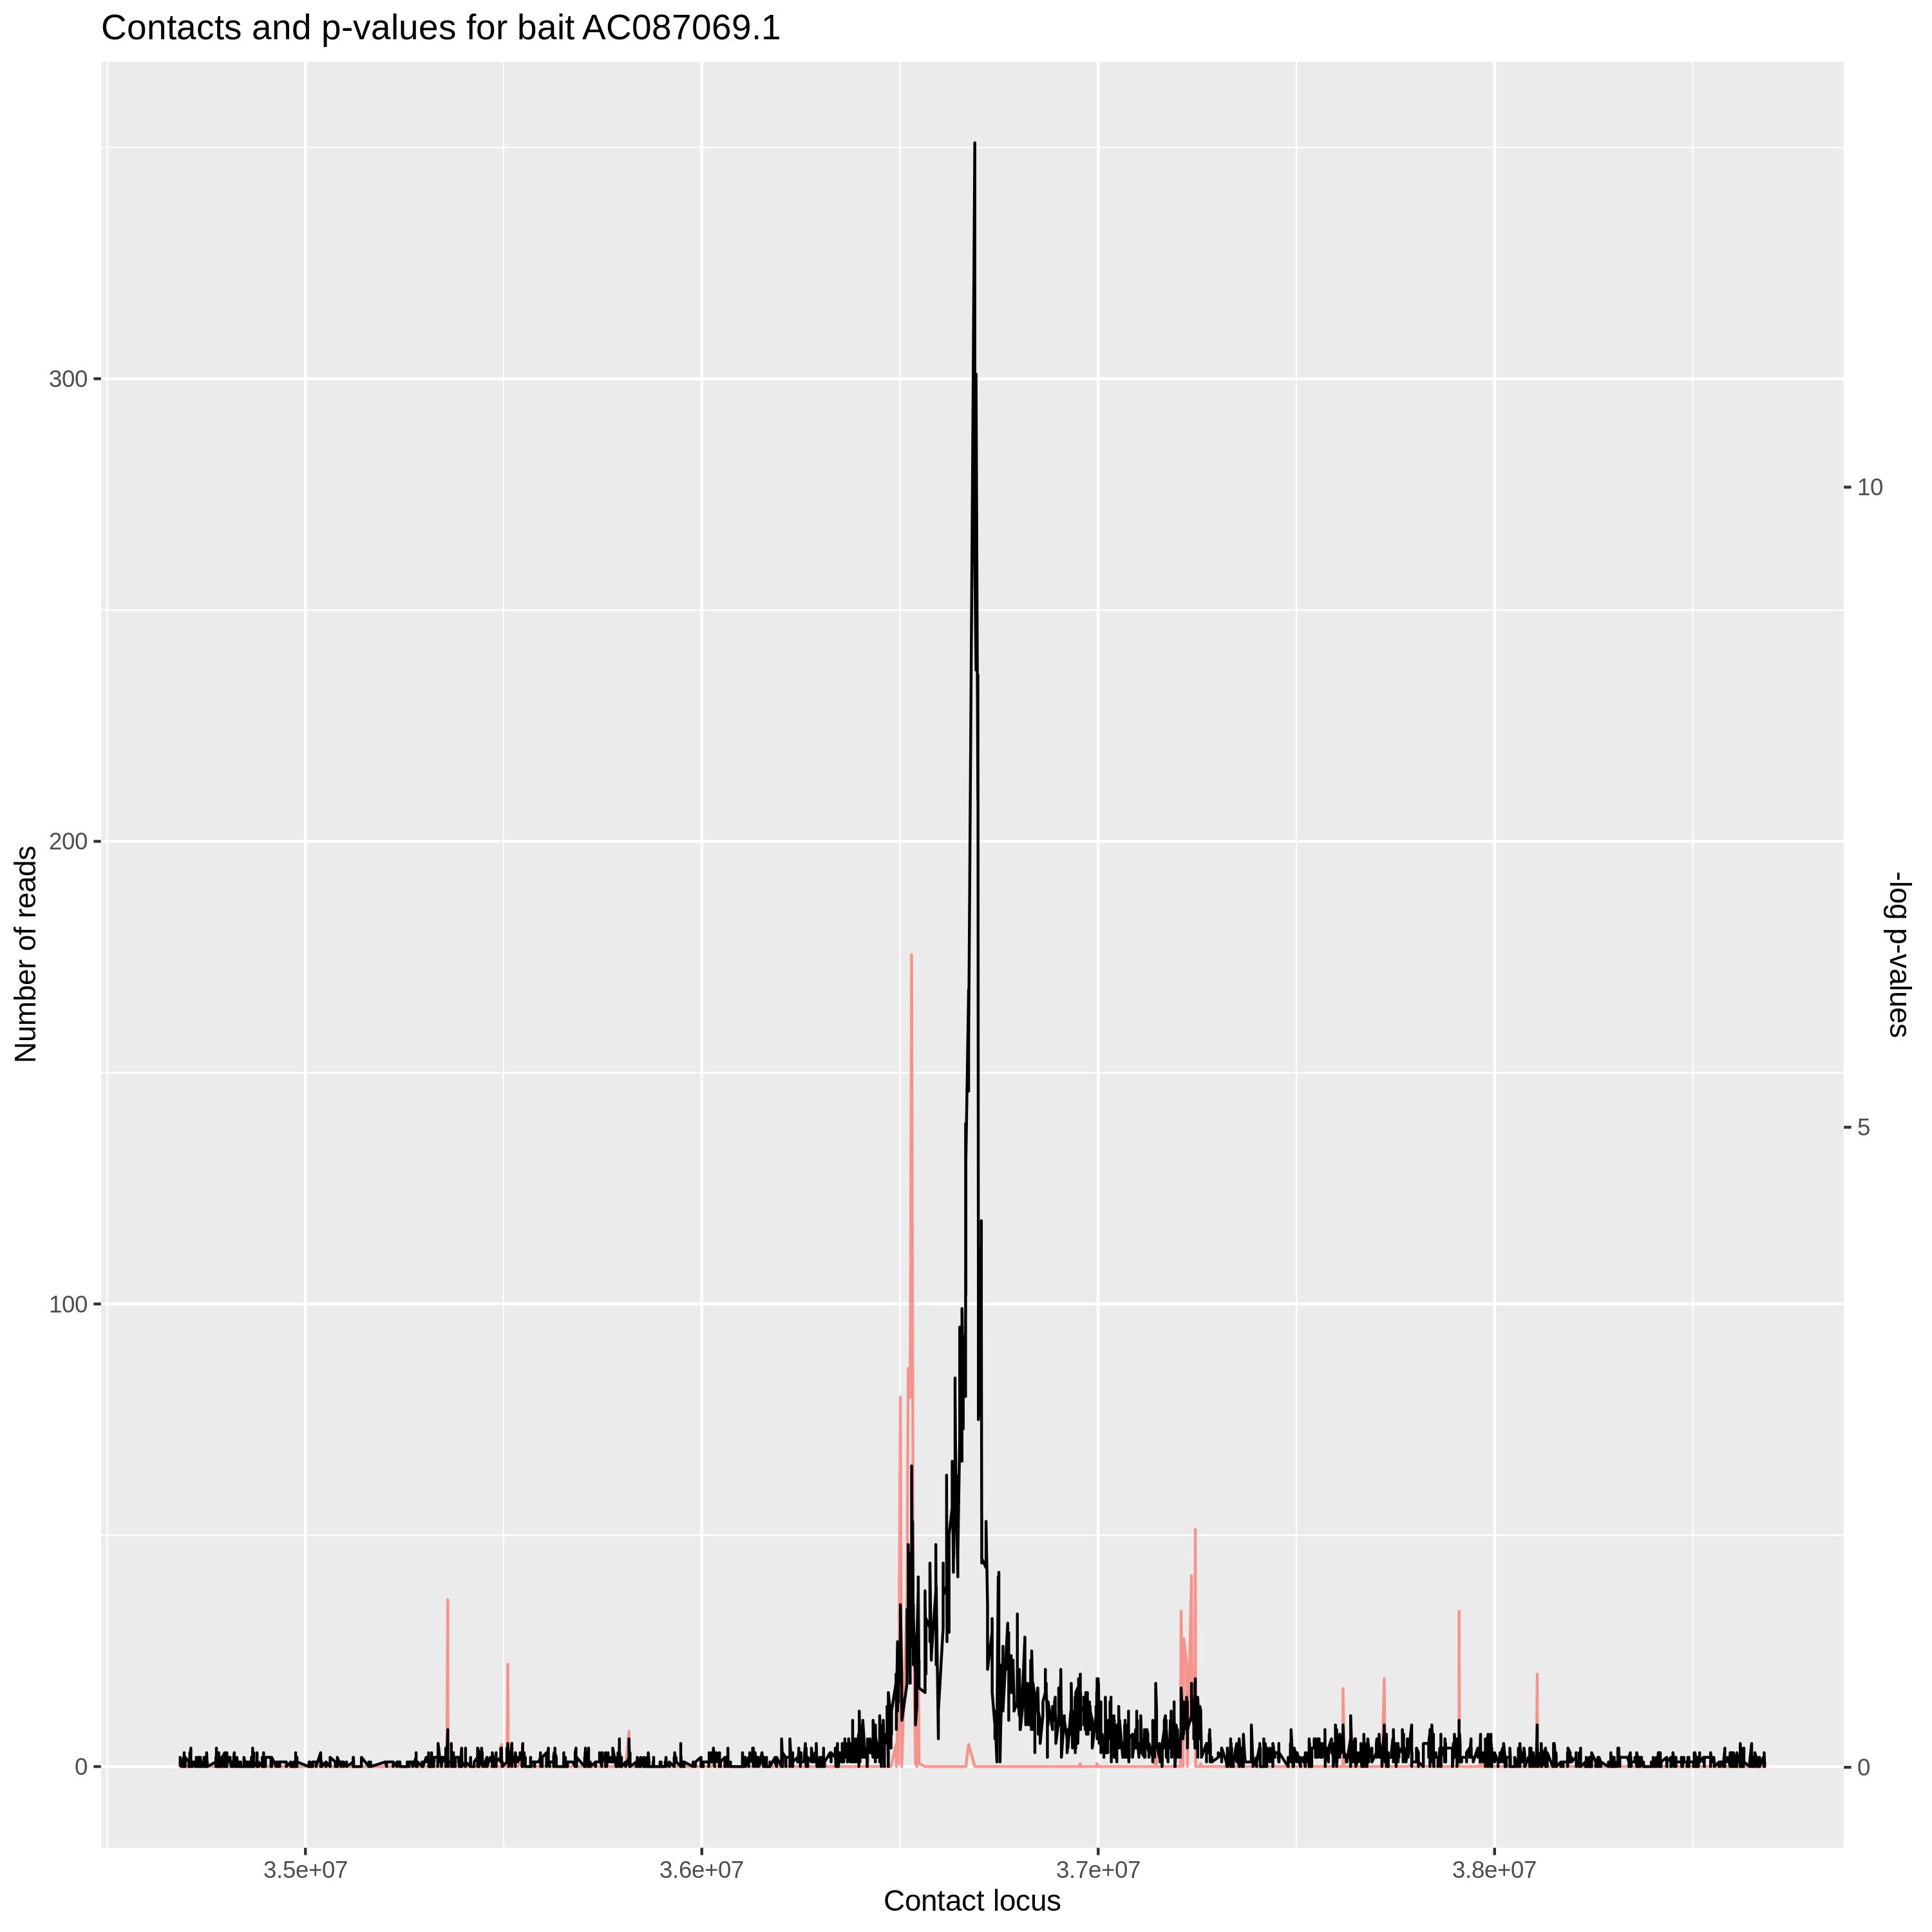 Contacts and p-values for bait AC087069.1
300
200
100
0
Number of reads
10
5
0
-log p-values
3.5e+07
3.6e+07
3.7e+07
3.8e+07
Contact locus